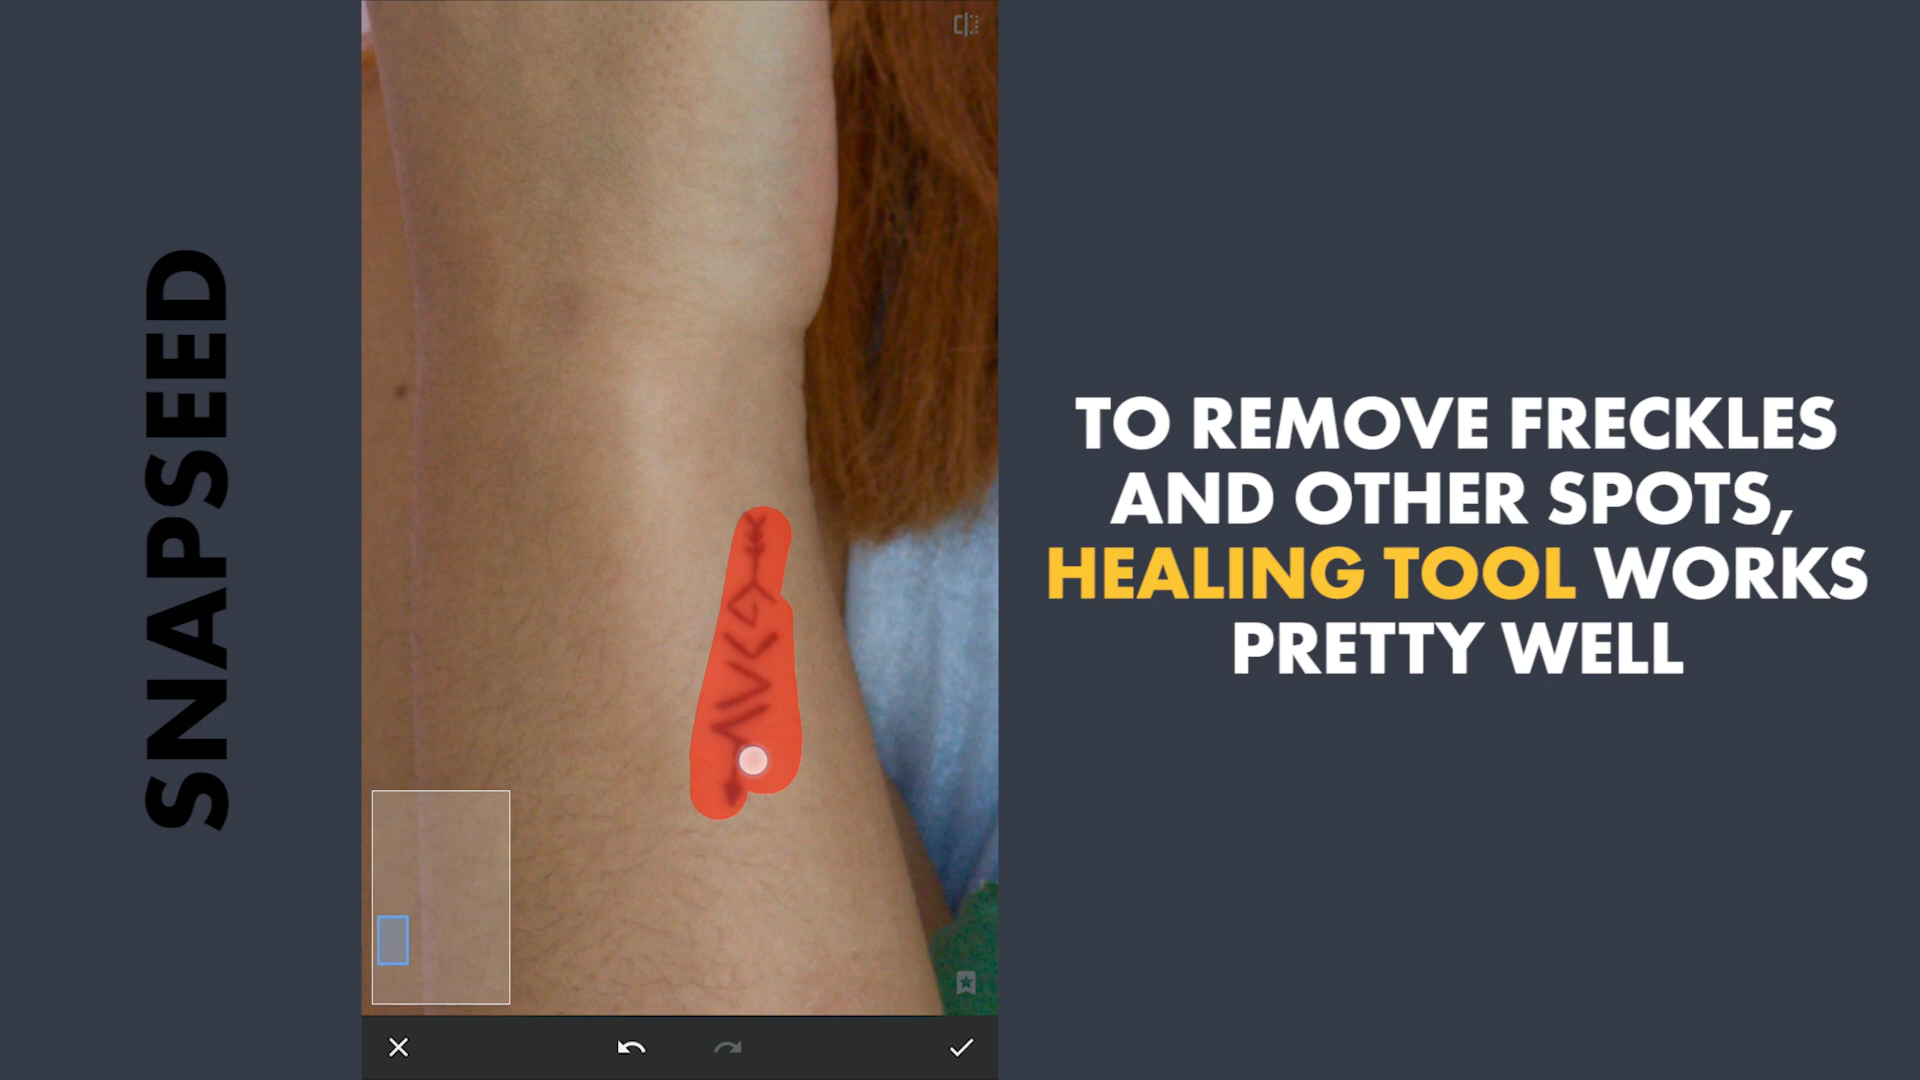 SNAPSEED
TO REMOVE FRECKLES
AND OTHER SPOTS,
HEALING TOOL WORKS
PRETTY WELL